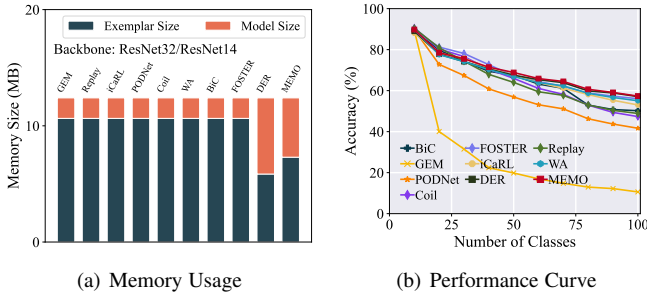 Exemplar Size
Model Size
Backbone: ResNet32/ResNet14
GEM
Replay
iCaRL
PODNet
Coil
WA
BiC
FOSTER
DER
MEMO
Memory Size (MB)
20
10
0
(a) Memory Usage
Accuracy (%)
100
80
60
40
20
0
BiC
GEM
PODNet
Coil
FOSTER
iCaRL
DER
Replay
WA
MEMO
0
25
50
75
100
Number of Classes
(b) Performance Curve